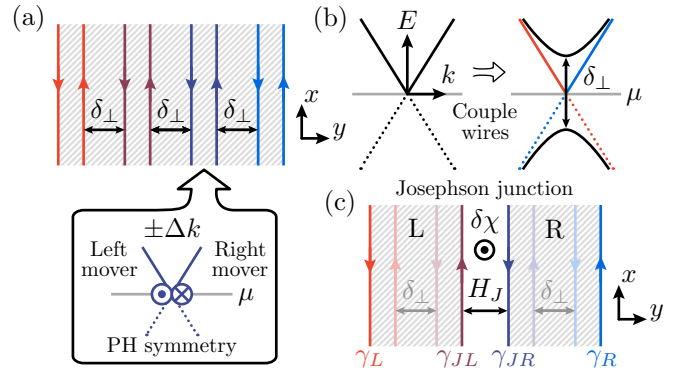 (a)
δ⊥ δ⊥ δ⊥
x
y
±Δk
Left mover
Right mover
μ
PH symmetry
(b)
E
k
Couple wires
δ⊥
μ
Josephson junction
(c)
L
δχ
R
δ⊥
H_J
δ⊥
x
y
γ_L γ_JL γ_JR γ_R